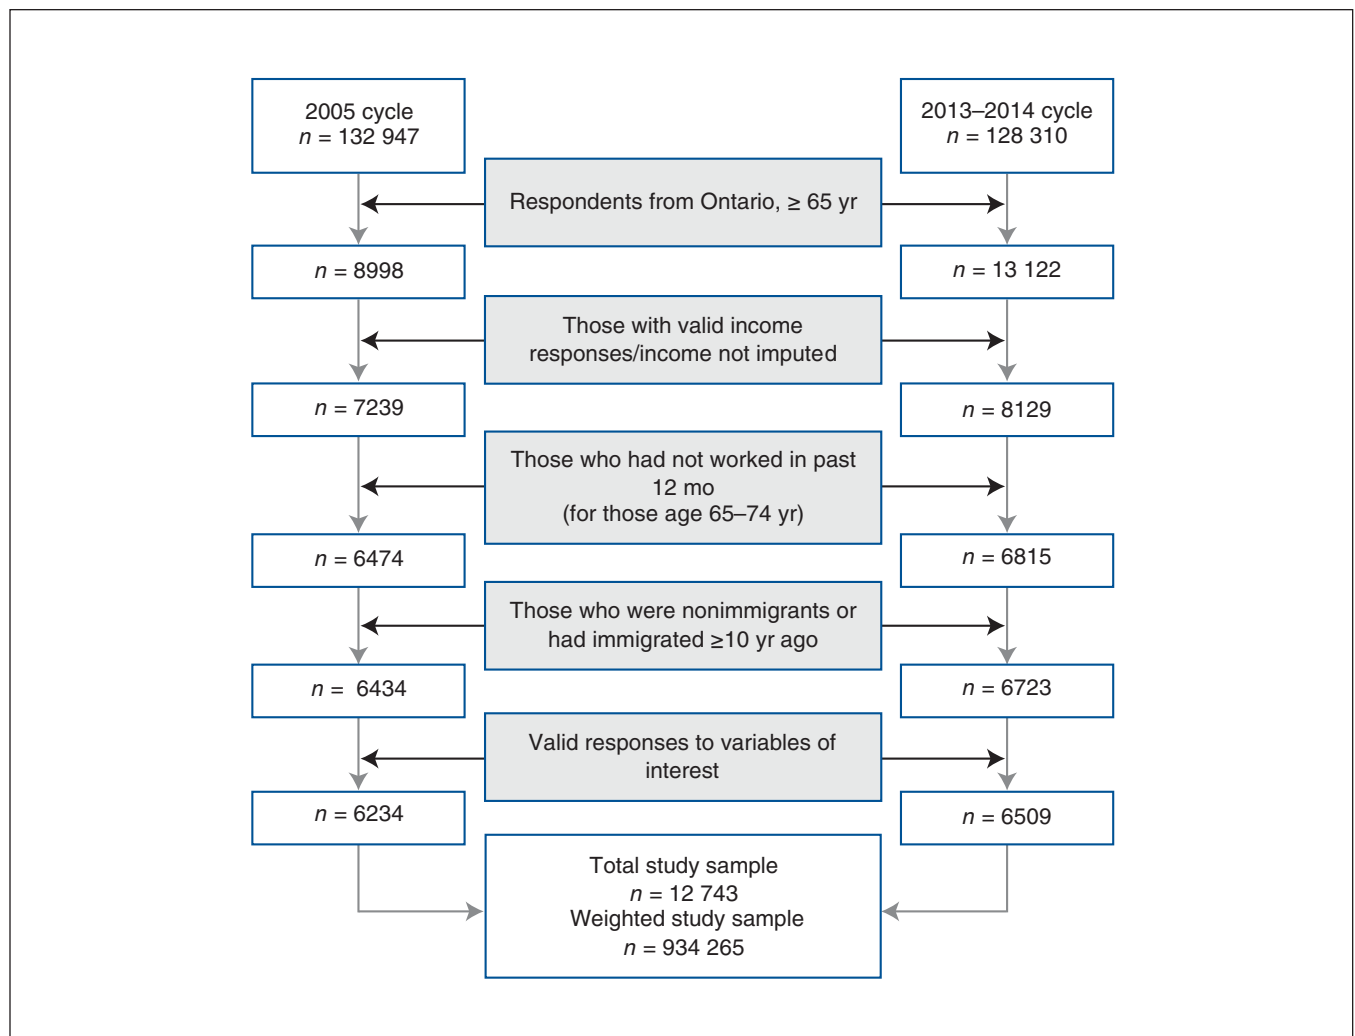 2005 cycle
n = 132 947
2013–2014 cycle
n = 128 310
Respondents from Ontario, ≥ 65 yr
n = 8998
n = 13 122
Those with valid income
responses/income not imputed
n = 7239
n = 8129
Those who had not worked in past
12 mo
(for those age 65–74 yr)
n = 6474
n = 6815
Those who were nonimmigrants or
had immigrated ≥10 yr ago
n = 6434
n = 6723
Valid responses to variables of
interest
n = 6234
n = 6509
Total study sample
n = 12 743
Weighted study sample
n = 934 265